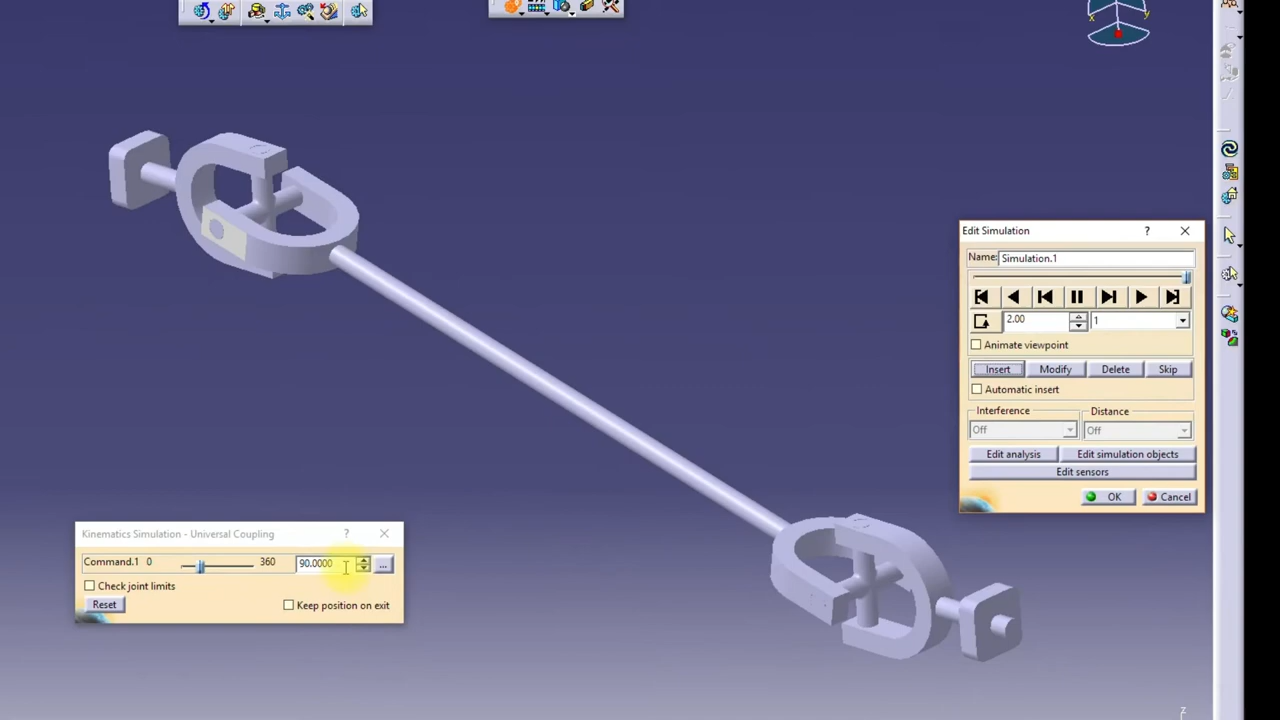 x
y
Edit Simulation ? ×
Name: Simulation.1
2.00 1
Animate viewpoint
Insert Modify Delete Skip
Automatic insert
Interference Distance
Off Off
Edit analysis Edit simulation objects
Edit sensors
OK Cancel
Kinematics Simulation - Universal Coupling ? ×
Command.1 0 360 90.0000 ...
Check joint limits
Reset Keep position on exit
z